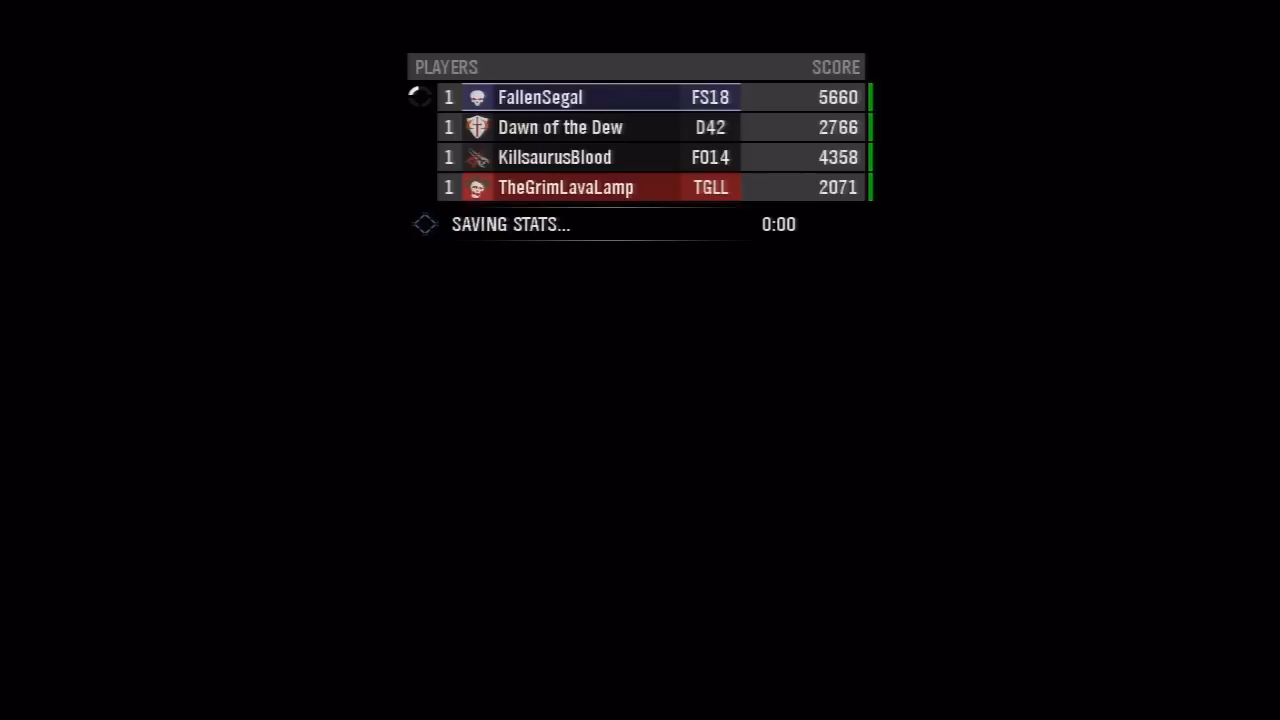 PLAYERS SCORE
1 FallenSegal FS18 5660
1 Dawn of the Dew D42 2766
1 KillsaurusBlood FO14 4358
1 TheGrimLavaLamp TGLL 2071
SAVING STATS... 0:00